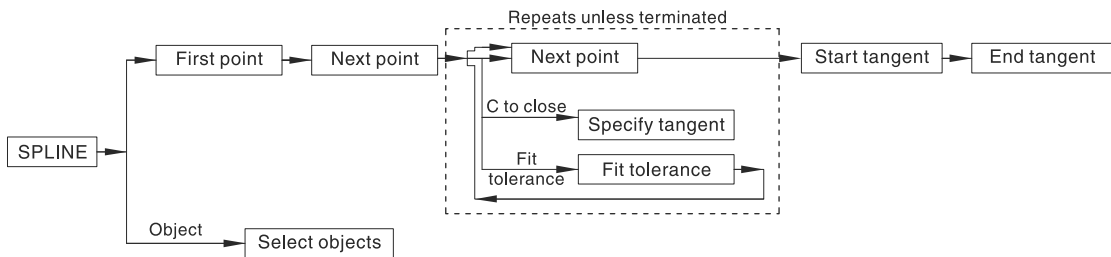 Repeats unless terminated
First point
Next point
Next point
Start tangent
End tangent
C to close
Specify tangent
SPLINE
Fit
tolerance
Fit tolerance
Object
Select objects